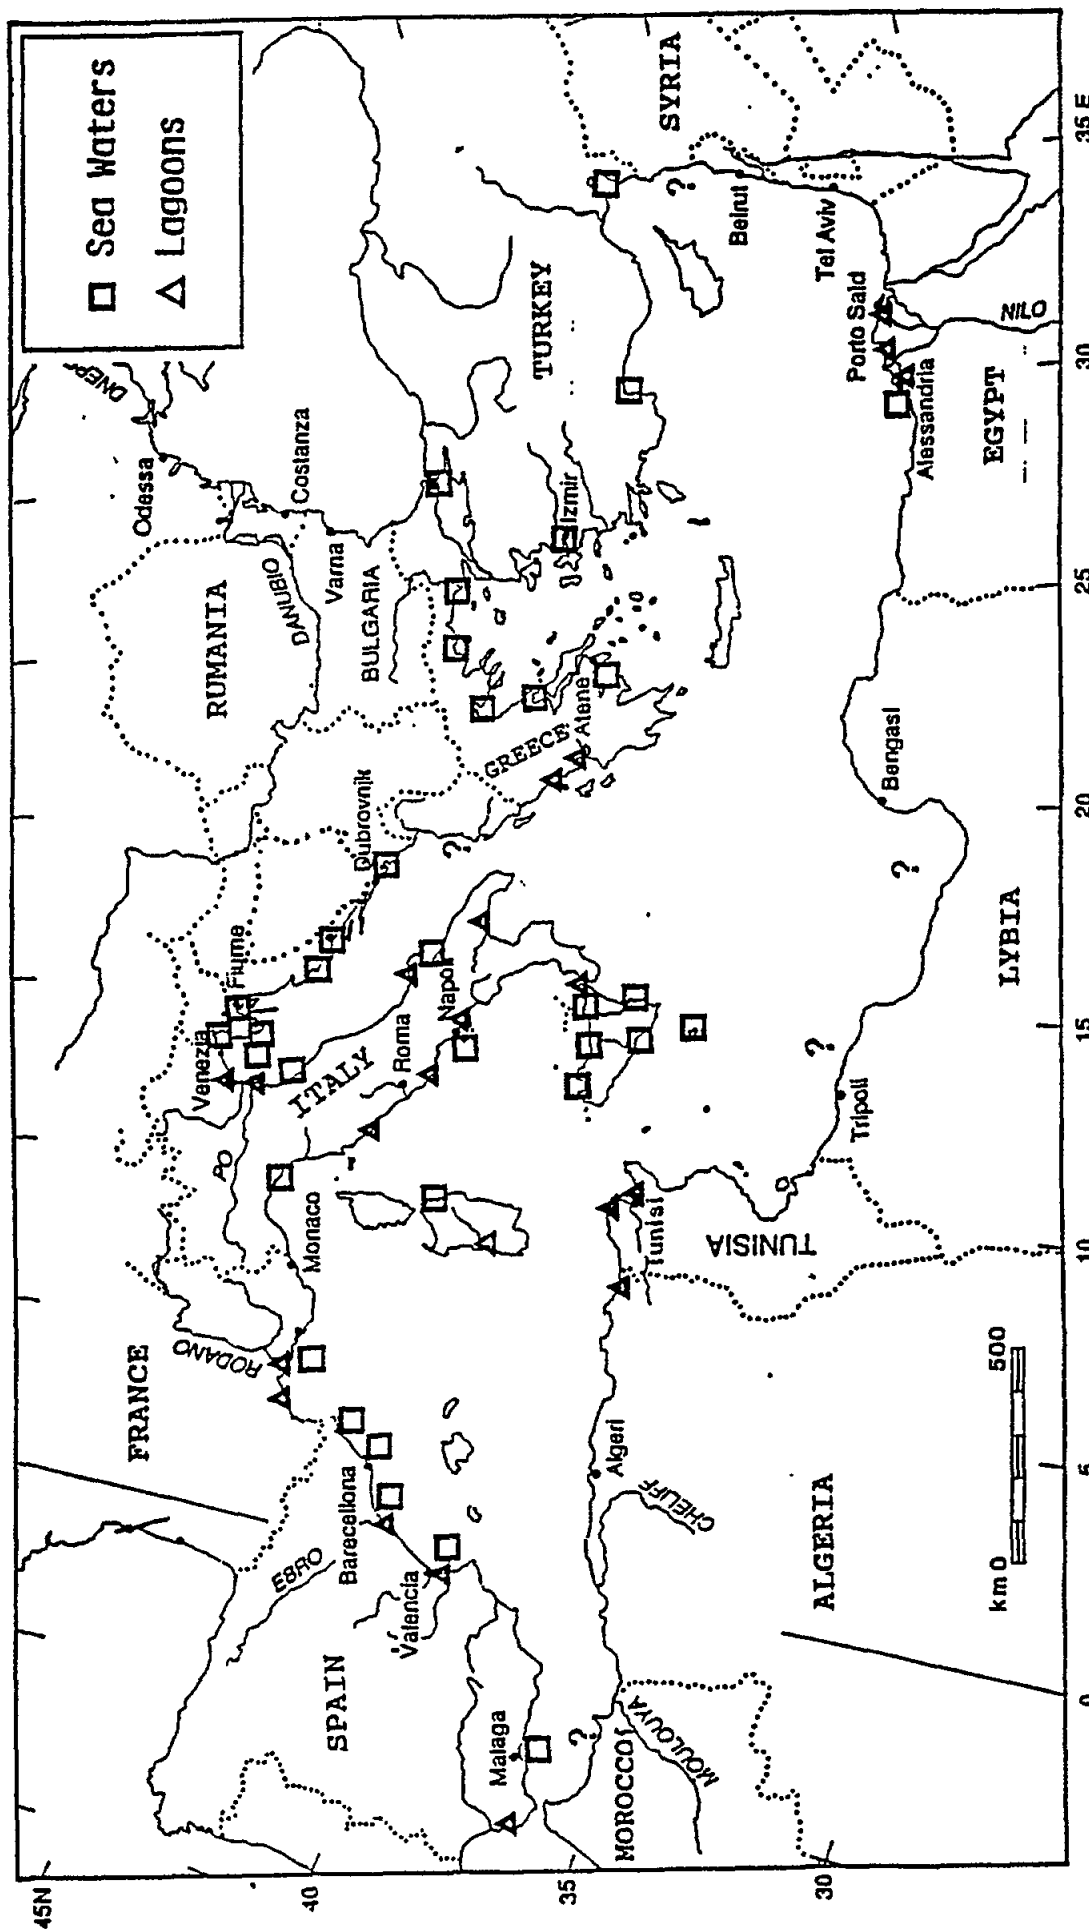 Sea Waters
Lagoons
45N
40
35
30
0
5
10
15
20
25
30
35 E
km 0
500
FRANCE
SPAIN
ITALY
GREECE
RUMANIA
BULGARIA
TURKEY
SYRIA
EGYPT
LYBIA
TUNISIA
ALGERIA
MOROCCO
RODANO
EBRO
PO
DANUBIO
DNEPR
NILO
CHELIFF
MOULOUYA
Odessa
Costanza
Varna
Venezia
Fiume
Dubrovnik
Monaco
Roma
Napoli
Barecellona
Valencia
Malaga
Atene
Izmir
Beirut
Tel Aviv
Porto Said
Alessandria
Bengasi
Tripoli
Tunisi
Algeri
?
?
?
?
?